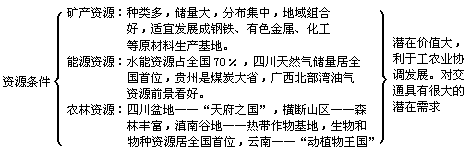 资源条件
矿产资源：种类多，储量大，分布集中，地域组合
好，适宜发展成钢铁、有色金属、化工
等原材料生产基地。
能源资源：水能资源占全国70％，四川天然气储量居全
国首位，贵州是煤炭大省，广西北部湾油气
资源前景看好。
农林资源：四川盆地——“天府之国”，横断山区——森
林丰富，滇南谷地——热带作物基地，生物和
物种资源居全国首位，云南——“动植物王国”
潜在价值大，
利于工农业协
调发展。对交
通具有很大的
潜在需求